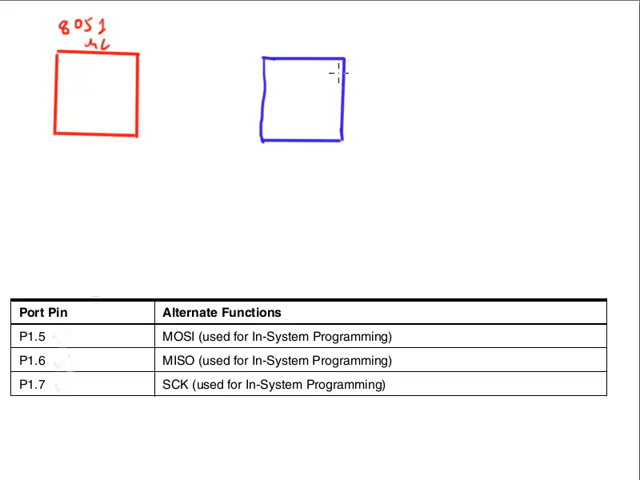 8051
μc
Port Pin Alternate Functions
P1.5 MOSI (used for In-System Programming)
P1.6 MISO (used for In-System Programming)
P1.7 SCK (used for In-System Programming)